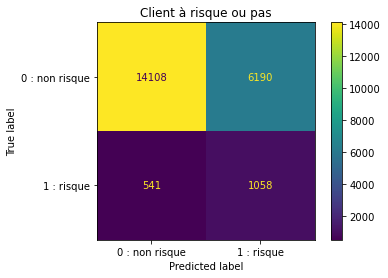 Client à risque ou pas
0 : non risque
14108
6190
1 : risque
541
1058
0 : non risque
1 : risque
True label
Predicted label
14000
12000
10000
8000
6000
4000
2000